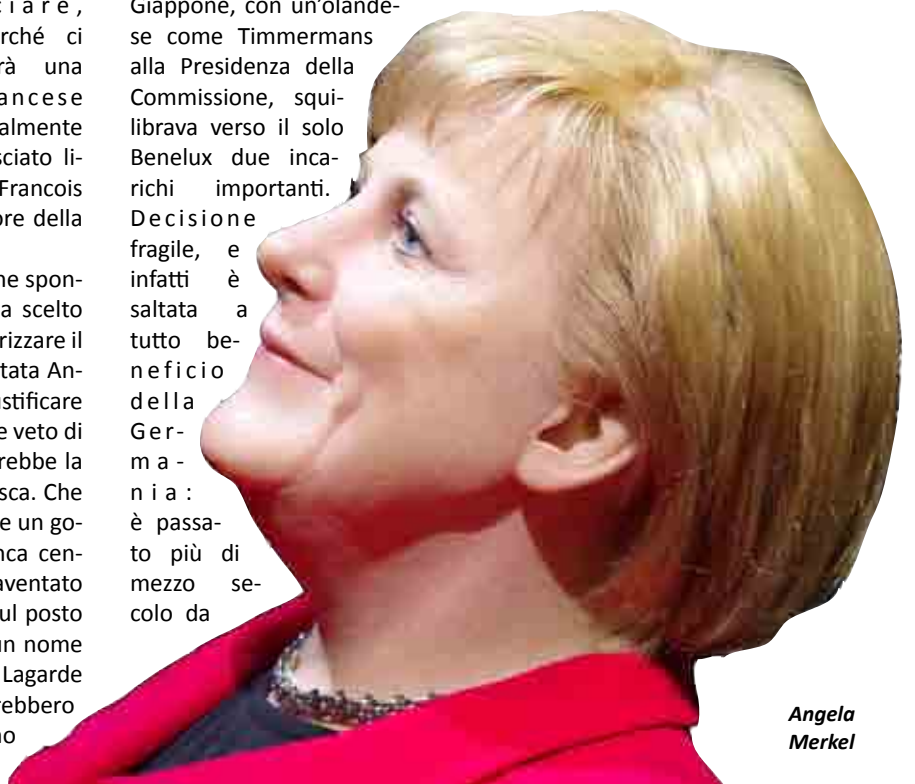 ciare,
rché ci
rà una
ancese
almente
sciato li-
Francois
ore della
ne spon-
a scelto
rizzare il
tata An-
stificare
e veto di
rebbe la
sca. Che
e un go-
nca cen-
aventato
ul posto
un nome
Lagarde
rebbero
no
Giappone, con un'olande-
se come Timmermans
alla Presidenza della
Commissione, squi-
librava verso il solo
Benelux due inca-
richi importanti.
Decisione
fragile, e
infatti è
saltata a
tutto be-
neficio
della
Ger-
ma-
nia:
è passa-
to più di
mezzo se-
colo da
Angela
Merkel